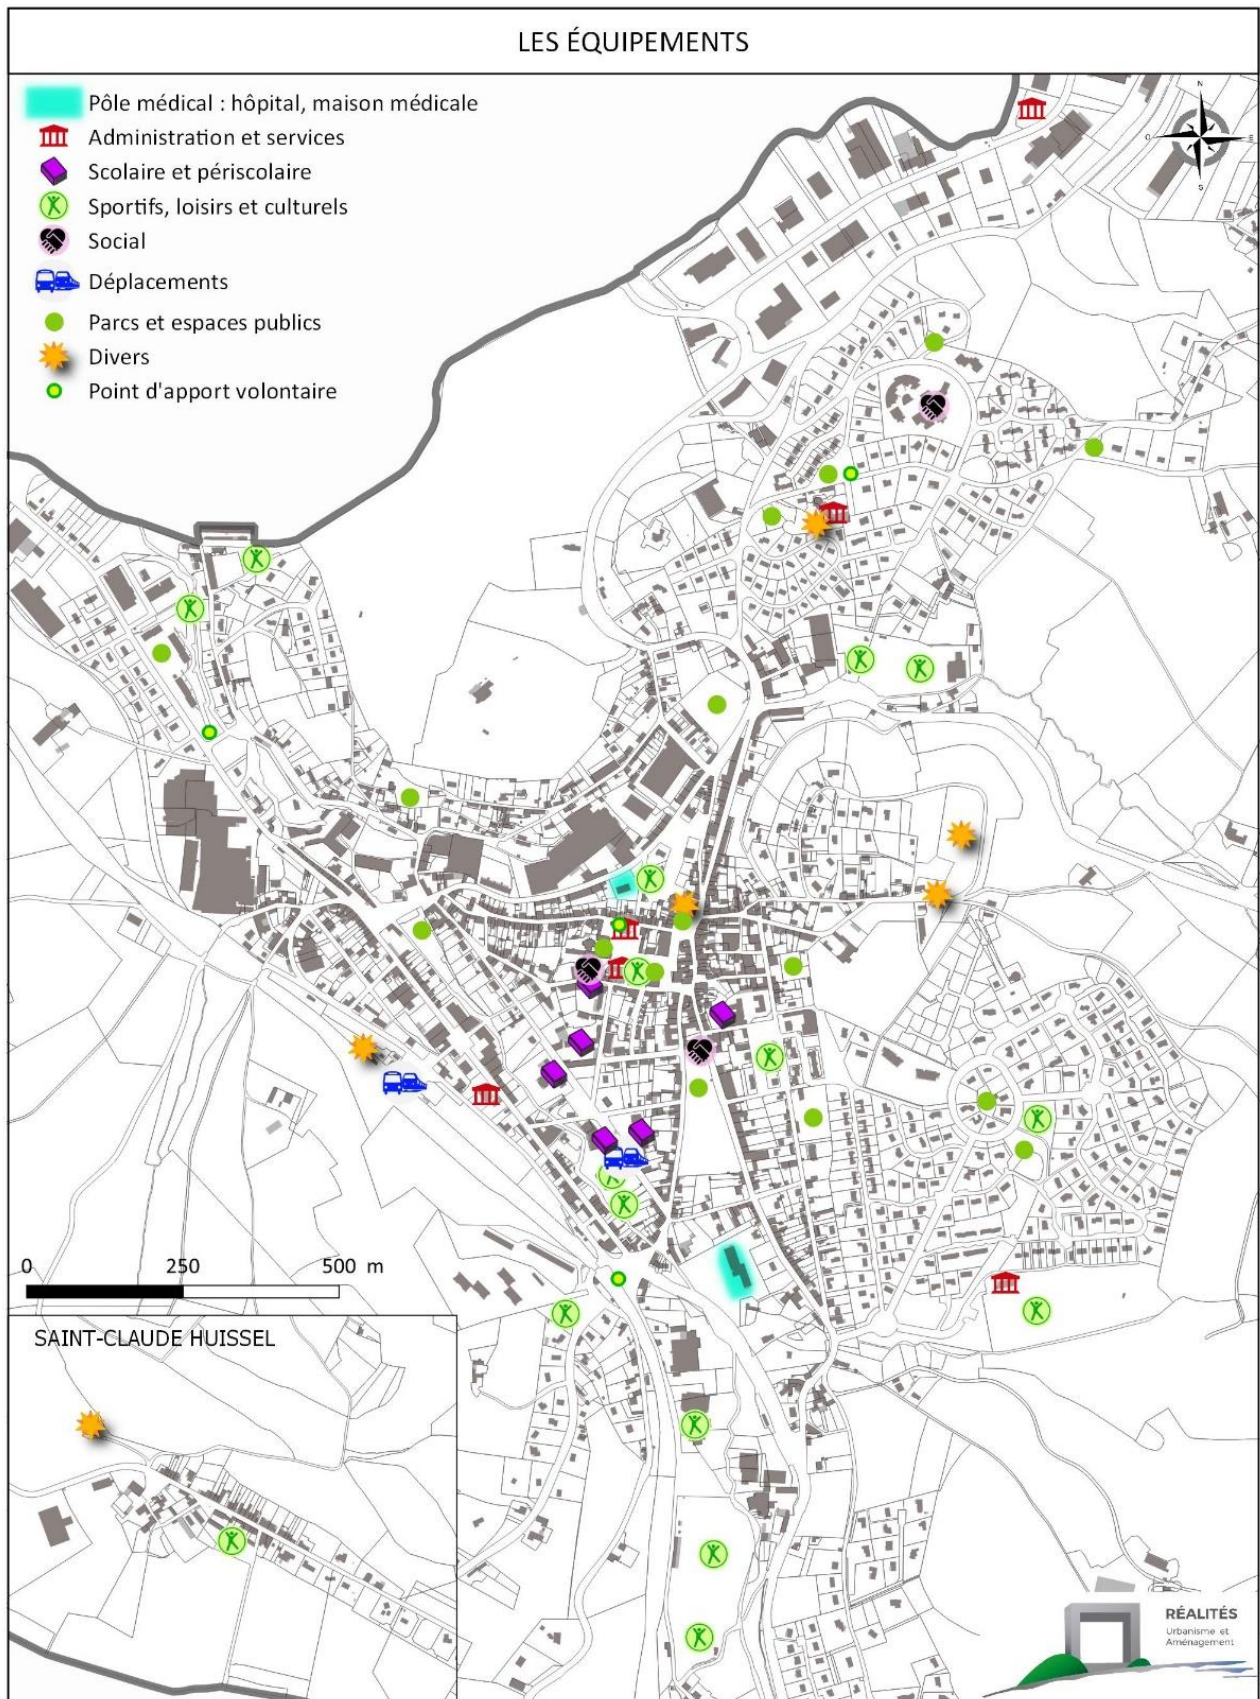 LES ÉQUIPEMENTS
Pôle médical : hôpital, maison médicale
Administration et services
Scolaire et périscolaire
Sportifs, loisirs et culturels
Social
Déplacements
Parcs et espaces publics
Divers
Point d'apport volontaire
N
O
E
S
0 250 500 m
SAINT-CLAUDE HUISSEL
RÉALITÉS
Urbanisme et
Aménagement